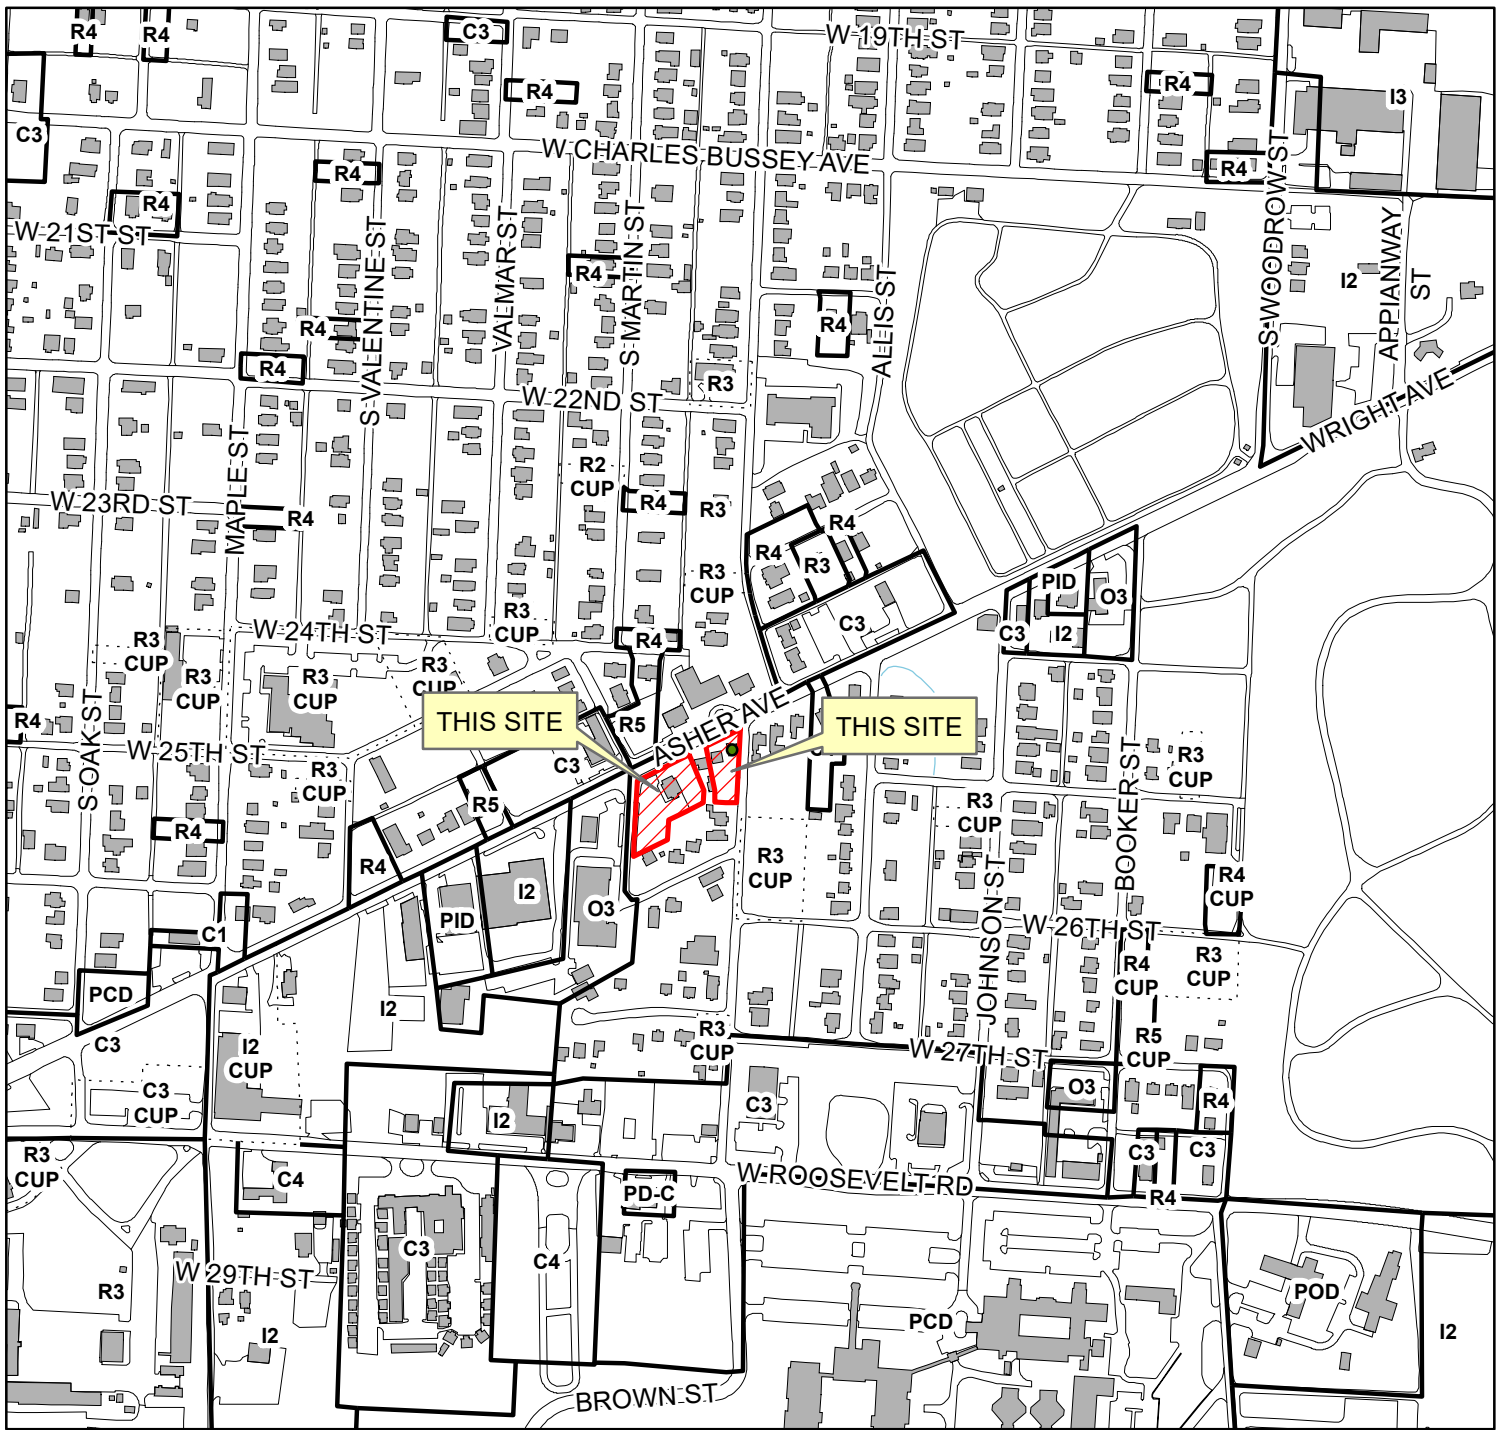 R4
R4
C3
W 19TH ST
R4
R4
I3
C3
W CHARLES BUSSEY AVE
R4
R4
R4
W 21ST ST
S VALENTINE ST
VALMAR ST
S MARTIN ST
R4
ALLIS ST
S WOODROW ST
I2
APPIANWAY ST
R4
R4
R4
R3
W 22ND ST
WRIGHT AVE
MAPLE ST
R2
CUP
W 23RD ST
R4
R4
R3
R4
R4
R3
R3
CUP
PID
O3
R3
CUP
W 24TH ST
R4
C3
C3
I2
R3
CUP
R3
CUP
R3
CUP
R3
CUP
THIS SITE
THIS SITE
R4
S OAK ST
W 25TH ST
R5
ASHER AVE
C3
R3
CUP
R5
BOOKER ST
R3
CUP
R3
CUP
R4
R4
R3
CUP
JOHNSON ST
R4
CUP
I2
O3
PID
C1
W 26TH ST
R4
CUP
R3
CUP
PCD
I2
C3
I2
CUP
R3
CUP
W 27TH ST
R5
CUP
C3
CUP
I2
C3
O3
R4
R3
CUP
C4
PD-C
W ROOSEVELT RD
C3
C3
R4
C3
C4
W 29TH ST
R3
POD
PCD
I2
I2
BROWN ST